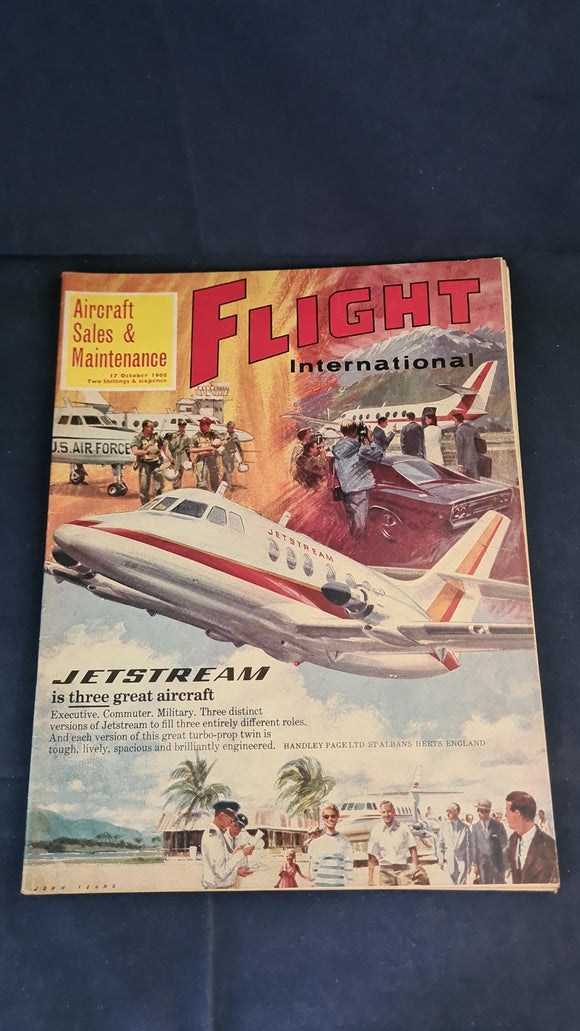 Aircraft
Sales &
Maintenance
17 October 1968
Two Shillings & sixpence
FLIGHT
International
U.S. AIR FORCE
JETSTREAM
JETSTREAM
is three great aircraft
Executive. Commuter. Military. Three distinct
versions of Jetstream to fill three entirely different roles.
And each version of this great turbo-prop twin is
tough, lively, spacious and brilliantly engineered. HANDLEY PAGE LTD. ST ALBANS HERTS ENGLAND
JOHN YOUNG